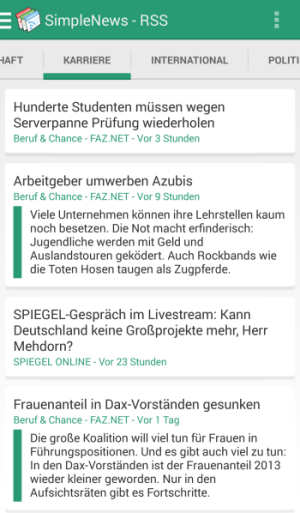 SimpleNews - RSS
HAFT KARRIERE INTERNATIONAL POLITI
Hunderte Studenten müssen wegen
Serverpanne Prüfung wiederholen
Beruf & Chance - FAZ.NET - Vor 3 Stunden
Arbeitgeber umwerben Azubis
Beruf & Chance - FAZ.NET - Vor 9 Stunden
Viele Unternehmen können ihre Lehrstellen kaum
noch besetzen. Die Not macht erfinderisch:
Jugendliche werden mit Geld und
Auslandstouren geködert. Auch Rockbands wie
die Toten Hosen taugen als Zugpferde.
SPIEGEL-Gespräch im Livestream: Kann
Deutschland keine Großprojekte mehr, Herr
Mehdorn?
SPIEGEL ONLINE - Vor 23 Stunden
Frauenanteil in Dax-Vorständen gesunken
Beruf & Chance - FAZ.NET - Vor 1 Tag
Die große Koalition will viel tun für Frauen in
Führungspositionen. Und es gibt auch viel zu tun:
In den Dax-Vorständen ist der Frauenanteil 2013
wieder kleiner geworden. Nur in den
Aufsichtsräten gibt es Fortschritte.